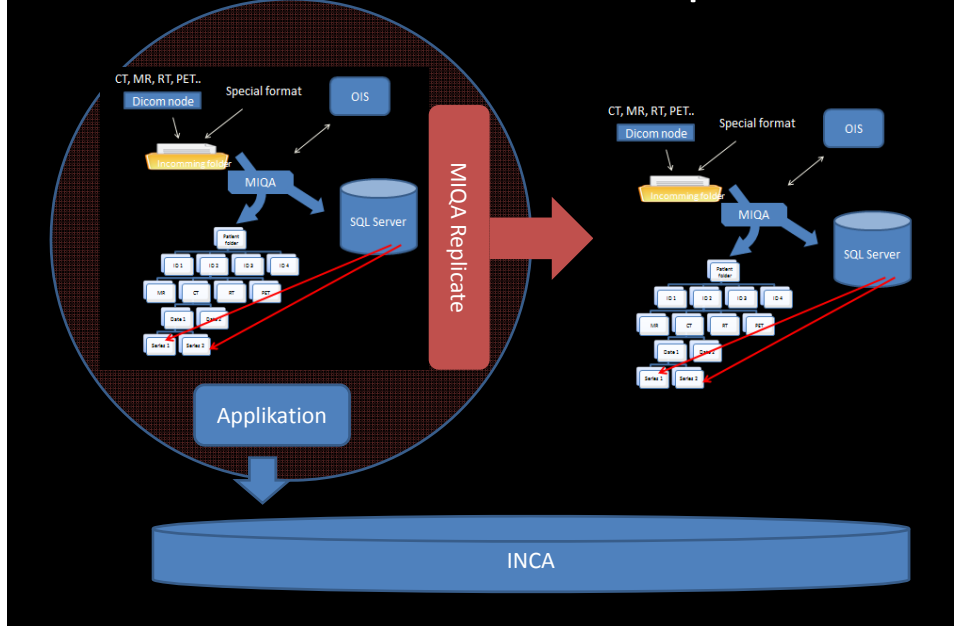 CT, MR, RT, PET..
Dicom node
Special format
OIS
Incomming folder
MIQA
SQL Server
Patient
folder
ID 1
ID 2
ID 3
ID 4
MR
CT
RT
PET
Date 1
Date 2
Series 1
Series 2
MIQA Replicate
CT, MR, RT, PET..
Dicom node
Special format
OIS
Incomming folder
MIQA
SQL Server
Patient
folder
ID 1
ID 2
ID 3
ID 4
MR
CT
RT
PET
Date 1
Series 1
Series 2
Applikation
INCA